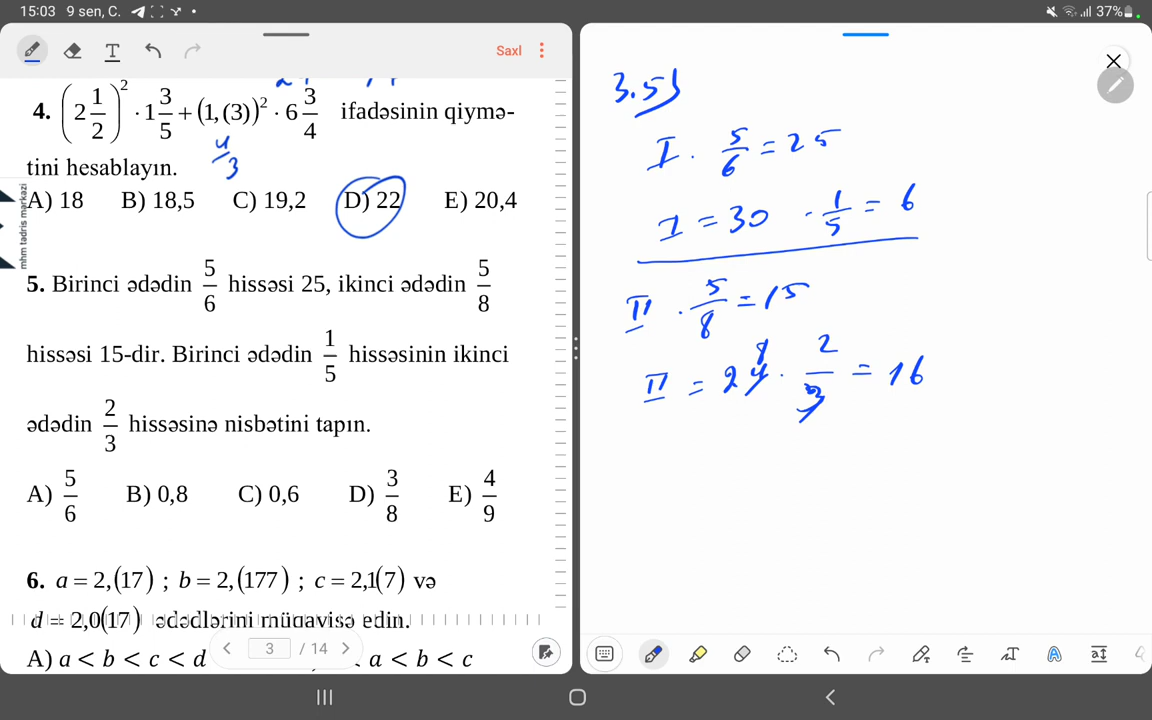 15:03 9 sen, C.
37%
Saxl
4. (2 1/2)² · 1 3/5 + (1,(3))² · 6 3/4 ifadəsinin qiymə-
4/3
tini hesablayın.
A) 18 B) 18,5 C) 19,2 D) 22 E) 20,4
mhm tədris mərkəzi
5. Birinci ədədin 5/6 hissəsi 25, ikinci ədədin 5/8
hissəsi 15-dir. Birinci ədədin 1/5 hissəsinin ikinci
ədədin 2/3 hissəsinə nisbətini tapın.
A) 5/6 B) 0,8 C) 0,6 D) 3/8 E) 4/9
6. a = 2,(17) ; b = 2,(177) ; c = 2,1(7) və
d = 2,0(17) ədədlərini müqayisə edin.
A) a < b < c < d
a < b < c
3 / 14
I · 5/6 = 25
I = 30 · 1/5 = 6
II · 5/8 = 15
II = 24 · 2/3 = 16
8